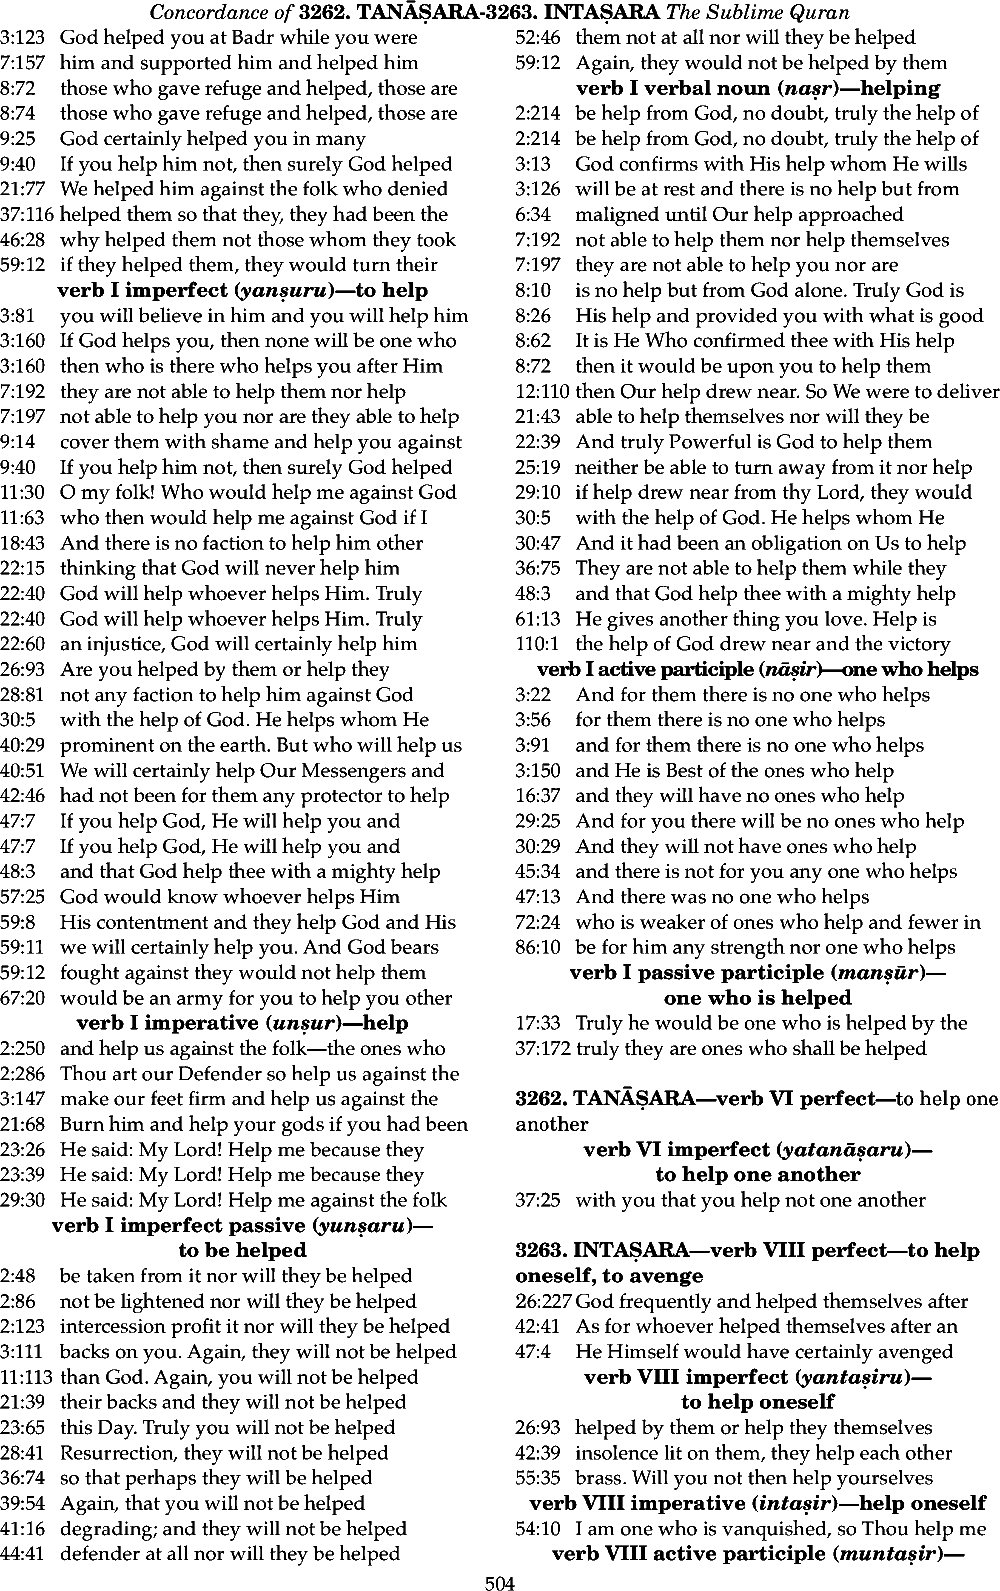 Concordance of 3262. TANĀṢARA-3263. INTAṢARA The Sublime Quran
3:123 God helped you at Badr while you were
7:157 him and supported him and helped him
8:72 those who gave refuge and helped, those are
8:74 those who gave refuge and helped, those are
9:25 God certainly helped you in many
9:40 If you help him not, then surely God helped
21:77 We helped him against the folk who denied
37:116 helped them so that they, they had been the
46:28 why helped them not those whom they took
59:12 if they helped them, they would turn their
verb I imperfect (yanṣuru)—to help
3:81 you will believe in him and you will help him
3:160 If God helps you, then none will be one who
3:160 then who is there who helps you after Him
7:192 they are not able to help them nor help
7:197 not able to help you nor are they able to help
9:14 cover them with shame and help you against
9:40 If you help him not, then surely God helped
11:30 O my folk! Who would help me against God
11:63 who then would help me against God if I
18:43 And there is no faction to help him other
22:15 thinking that God will never help him
22:40 God will help whoever helps Him. Truly
22:40 God will help whoever helps Him. Truly
22:60 an injustice, God will certainly help him
26:93 Are you helped by them or help they
28:81 not any faction to help him against God
30:5 with the help of God. He helps whom He
40:29 prominent on the earth. But who will help us
40:51 We will certainly help Our Messengers and
42:46 had not been for them any protector to help
47:7 If you help God, He will help you and
47:7 If you help God, He will help you and
48:3 and that God help thee with a mighty help
57:25 God would know whoever helps Him
59:8 His contentment and they help God and His
59:11 we will certainly help you. And God bears
59:12 fought against they would not help them
67:20 would be an army for you to help you other
verb I imperative (unṣur)—help
2:250 and help us against the folk—the ones who
2:286 Thou art our Defender so help us against the
3:147 make our feet firm and help us against the
21:68 Burn him and help your gods if you had been
23:26 He said: My Lord! Help me because they
23:39 He said: My Lord! Help me because they
29:30 He said: My Lord! Help me against the folk
verb I imperfect passive (yunṣaru)—
to be helped
2:48 be taken from it nor will they be helped
2:86 not be lightened nor will they be helped
2:123 intercession profit it nor will they be helped
3:111 backs on you. Again, they will not be helped
11:113 than God. Again, you will not be helped
21:39 their backs and they will not be helped
23:65 this Day. Truly you will not be helped
28:41 Resurrection, they will not be helped
36:74 so that perhaps they will be helped
39:54 Again, that you will not be helped
41:16 degrading; and they will not be helped
44:41 defender at all nor will they be helped
52:46 them not at all nor will they be helped
59:12 Again, they would not be helped by them
verb I verbal noun (naṣr)—helping
2:214 be help from God, no doubt, truly the help of
2:214 be help from God, no doubt, truly the help of
3:13 God confirms with His help whom He wills
3:126 will be at rest and there is no help but from
6:34 maligned until Our help approached
7:192 not able to help them nor help themselves
7:197 they are not able to help you nor are
8:10 is no help but from God alone. Truly God is
8:26 His help and provided you with what is good
8:62 It is He Who confirmed thee with His help
8:72 then it would be upon you to help them
12:110 then Our help drew near. So We were to deliver
21:43 able to help themselves nor will they be
22:39 And truly Powerful is God to help them
25:19 neither be able to turn away from it nor help
29:10 if help drew near from thy Lord, they would
30:5 with the help of God. He helps whom He
30:47 And it had been an obligation on Us to help
36:75 They are not able to help them while they
48:3 and that God help thee with a mighty help
61:13 He gives another thing you love. Help is
110:1 the help of God drew near and the victory
verb I active participle (nāṣir)—one who helps
3:22 And for them there is no one who helps
3:56 for them there is no one who helps
3:91 and for them there is no one who helps
3:150 and He is Best of the ones who help
16:37 and they will have no ones who help
29:25 And for you there will be no ones who help
30:29 And they will not have ones who help
45:34 and there is not for you any one who helps
47:13 And there was no one who helps
72:24 who is weaker of ones who help and fewer in
86:10 be for him any strength nor one who helps
verb I passive participle (manṣūr)—
one who is helped
17:33 Truly he would be one who is helped by the
37:172 truly they are ones who shall be helped
3262. TANĀṢARA—verb VI perfect—to help one
another
verb VI imperfect (yatanāṣaru)—
to help one another
37:25 with you that you help not one another
3263. INTAṢARA—verb VIII perfect—to help
oneself, to avenge
26:227 God frequently and helped themselves after
42:41 As for whoever helped themselves after an
47:4 He Himself would have certainly avenged
verb VIII imperfect (yantaṣiru)—
to help oneself
26:93 helped by them or help they themselves
42:39 insolence lit on them, they help each other
55:35 brass. Will you not then help yourselves
verb VIII imperative (intaṣir)—help oneself
54:10 I am one who is vanquished, so Thou help me
verb VIII active participle (muntaṣir)—
504